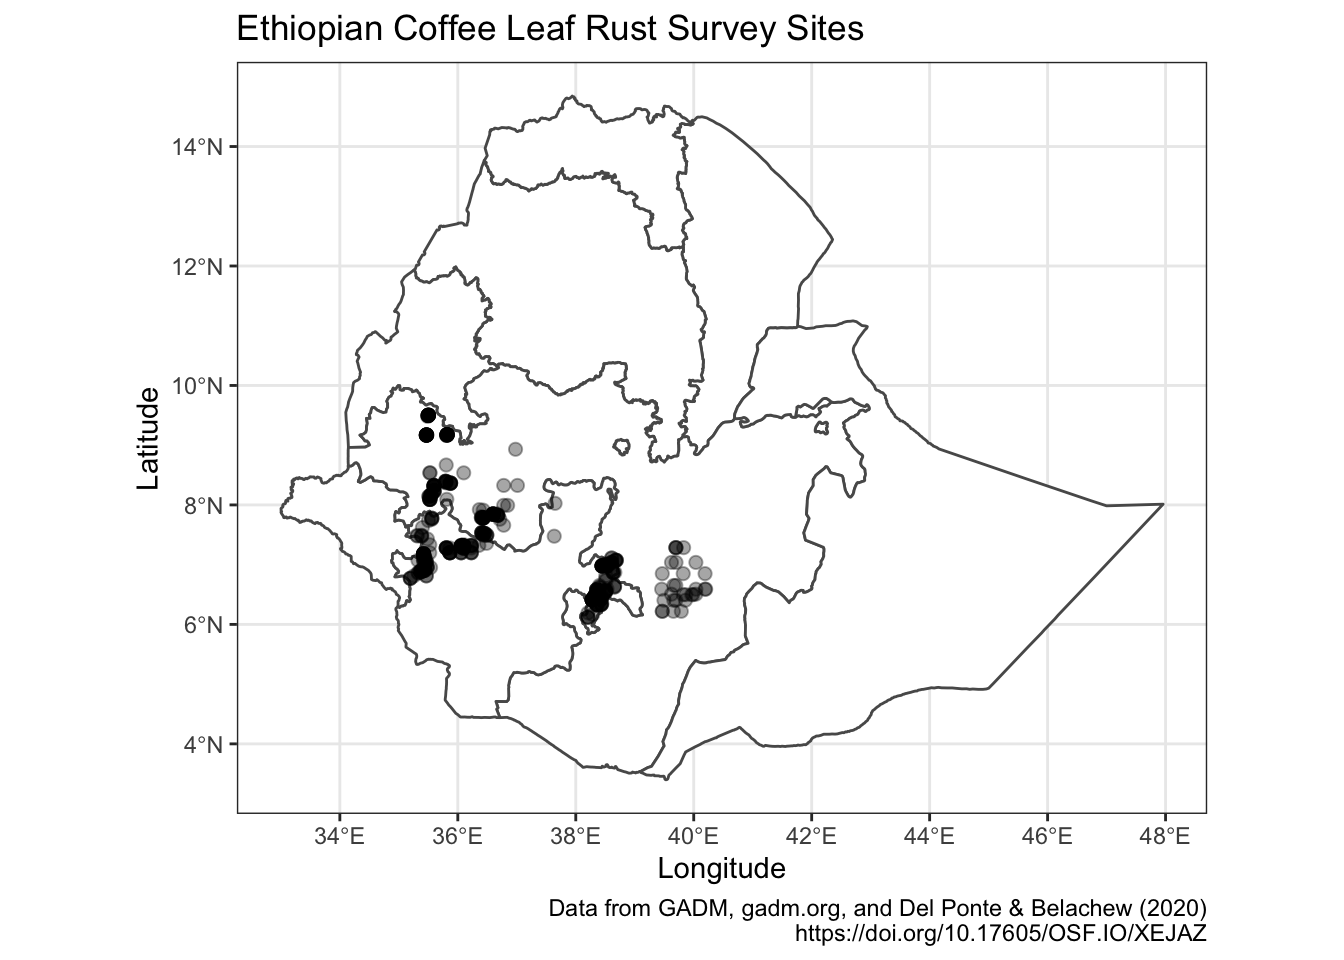 Ethiopian Coffee Leaf Rust Survey Sites
14°N
12°N
10°N
8°N
6°N
4°N
Latitude
34°E 36°E 38°E 40°E 42°E 44°E 46°E 48°E
Longitude
Data from GADM, gadm.org, and Del Ponte & Belachew (2020)
https://doi.org/10.17605/OSF.IO/XEJAZ